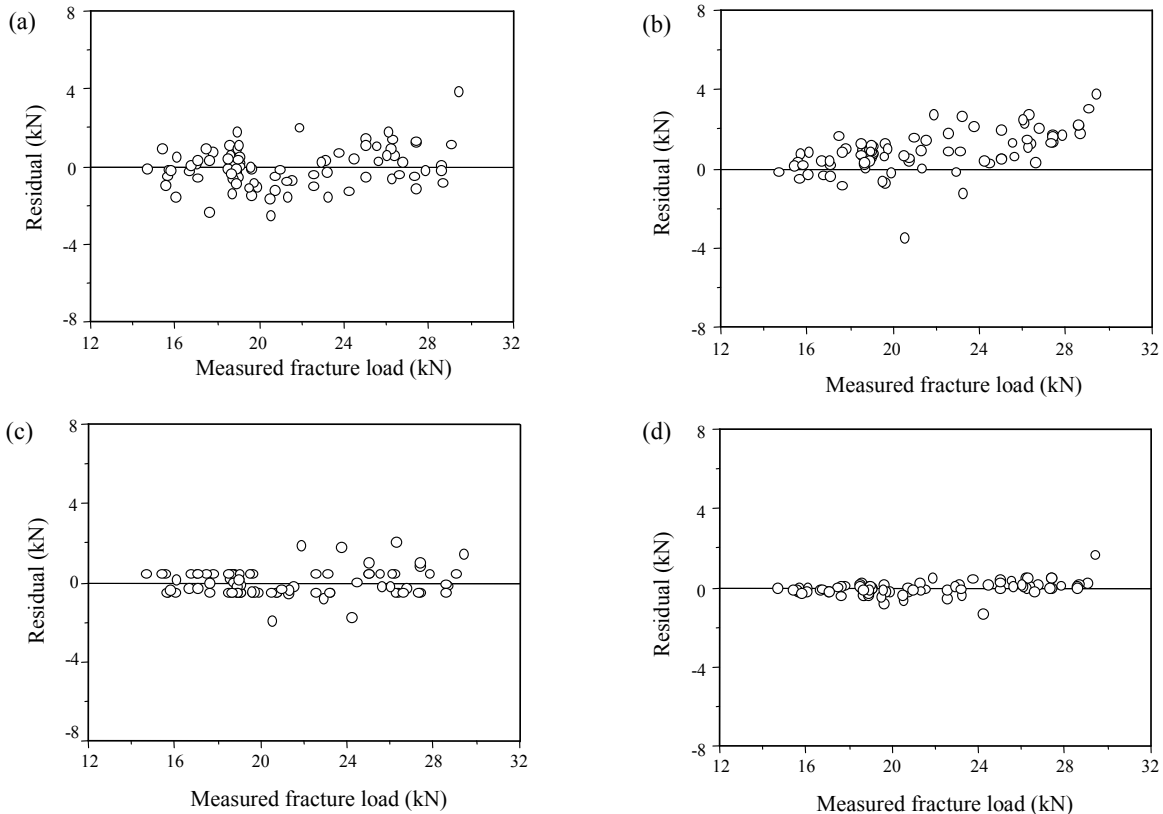 (a)
8
4
0
-4
-8
Residual (kN)
12 16 20 24 28 32
Measured fracture load (kN)
(b)
8
4
0
-4
-8
Residual (kN)
12 16 20 24 28 32
Measured fracture load (kN)
(c)
8
4
0
-4
-8
Residual (kN)
12 16 20 24 28 32
Measured fracture load (kN)
(d)
8
4
0
-4
-8
Residual (kN)
12 16 20 24 28 32
Measured fracture load (kN)